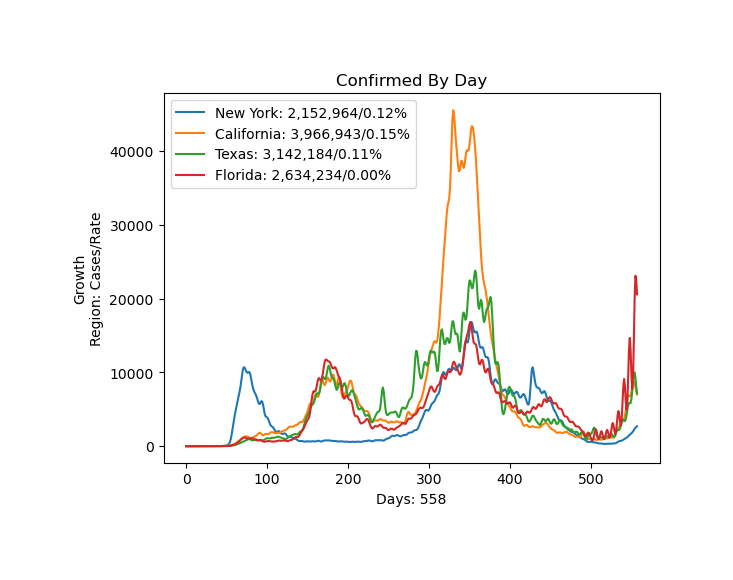 Confirmed By Day
New York: 2,152,964/0.12%
California: 3,966,943/0.15%
Texas: 3,142,184/0.11%
Florida: 2,634,234/0.00%
Growth
Region: Cases/Rate
40000
30000
20000
10000
0
0 100 200 300 400 500
Days: 558